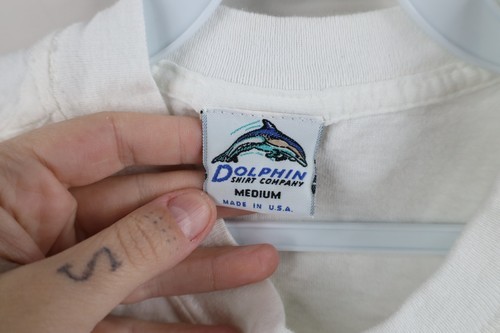 DOLPHIN
SHIRT COMPANY
MEDIUM
MADE IN U.S.A.